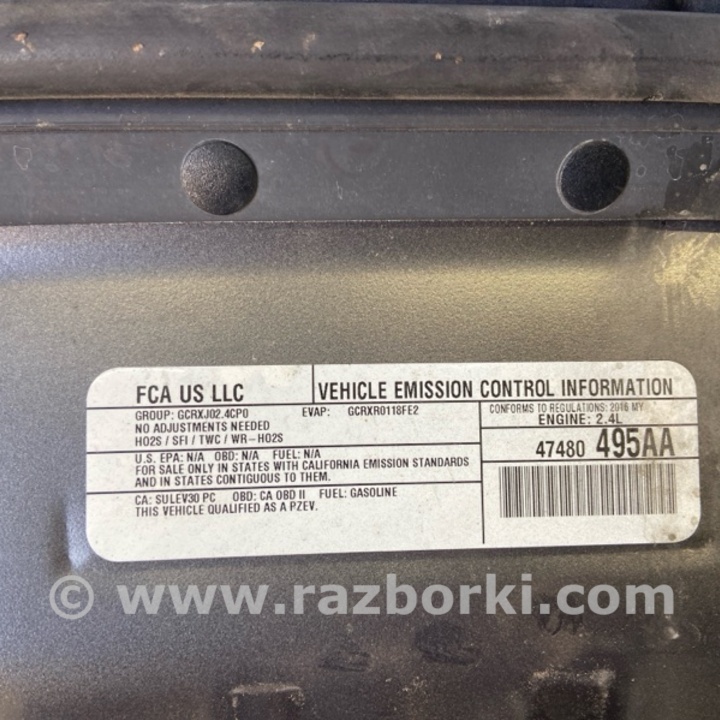 FCA US LLC
VEHICLE EMISSION CONTROL INFORMATION
GROUP: GCRXJ02.4CP0 EVAP: GCRXR0118FE2
NO ADJUSTMENTS NEEDED
HO2S / SFI / TWC / WR-HO2S
CONFORMS TO REGULATIONS: 2016 MY
ENGINE: 2.4L
47480 495AA
U.S. EPA: N/A OBD: N/A FUEL: N/A
FOR SALE ONLY IN STATES WITH CALIFORNIA EMISSION STANDARDS
AND IN STATES CONTIGUOUS TO THEM.
CA: SULEV30 PC OBD: CA OBD II FUEL: GASOLINE
THIS VEHICLE QUALIFIED AS A PZEV.
© www.razborki.com